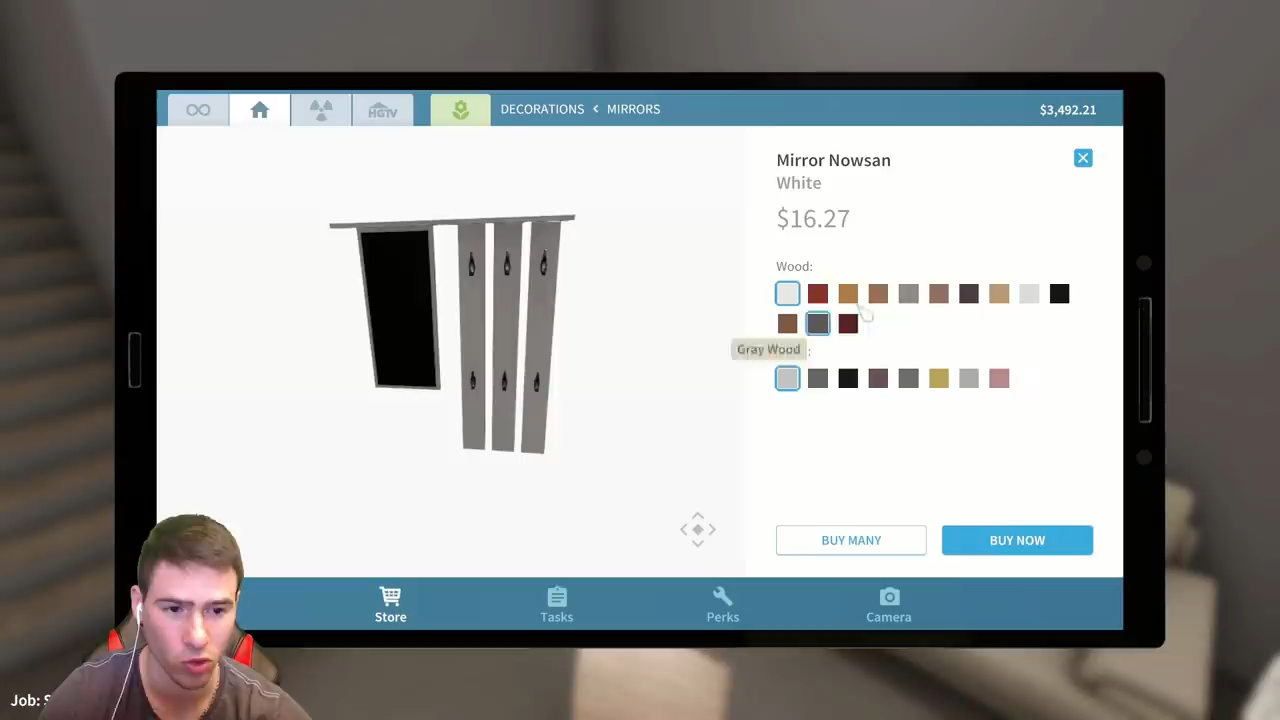 HGTV
DECORATIONS < MIRRORS
$3,492.21
Mirror Nowsan
White
$16.27
Wood:
Gray Wood
BUY MANY
BUY NOW
Store
Tasks
Perks
Camera
Job: